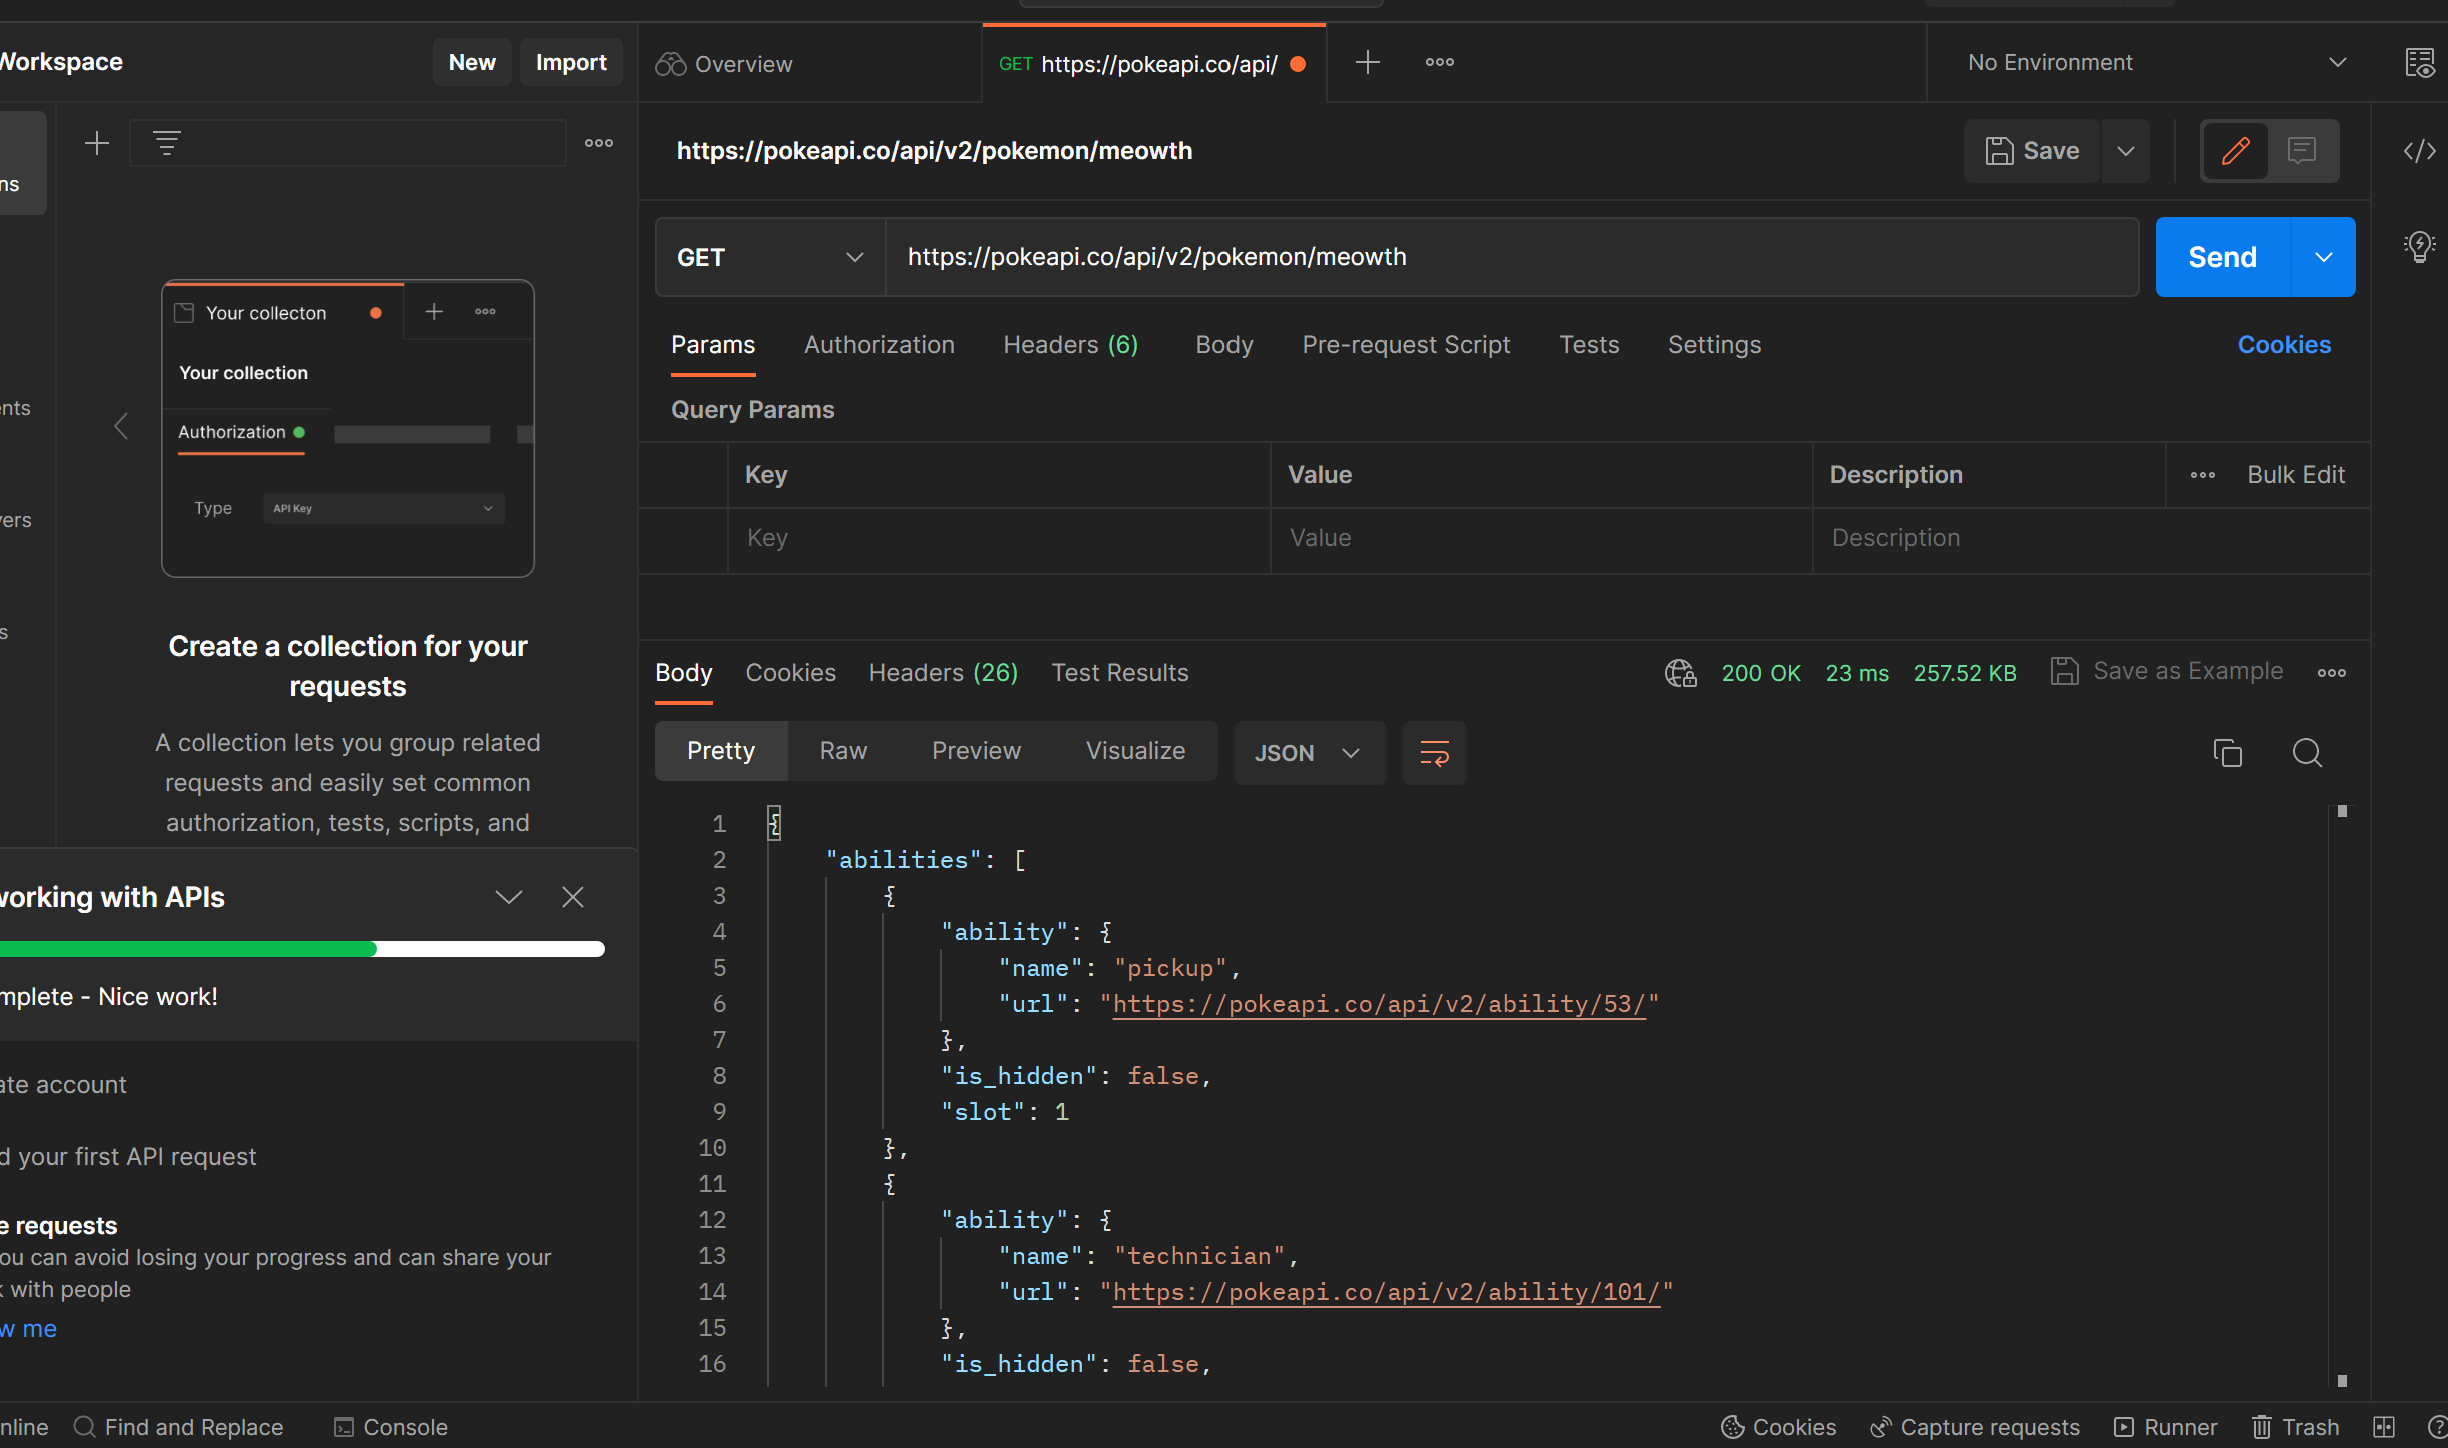 Workspace
New
Import
Overview
GET https://pokeapi.co/api/
No Environment
ns
https://pokeapi.co/api/v2/pokemon/meowth
Save
GET
https://pokeapi.co/api/v2/pokemon/meowth
Send
Your collecton
Your collection
Authorization
Type
API Key
Params
Authorization
Headers (6)
Body
Pre-request Script
Tests
Settings
Cookies
Query Params
Key
Value
Description
Bulk Edit
Key
Value
Description
ents
vers
s
Create a collection for your
requests
A collection lets you group related
requests and easily set common
authorization, tests, scripts, and
Body
Cookies
Headers (26)
Test Results
200 OK
23 ms
257.52 KB
Save as Example
Pretty
Raw
Preview
Visualize
JSON
1 {
2 "abilities": [
3 {
4 "ability": {
5 "name": "pickup",
6 "url": "https://pokeapi.co/api/v2/ability/53/"
7 },
8 "is_hidden": false,
9 "slot": 1
10 },
11 {
12 "ability": {
13 "name": "technician",
14 "url": "https://pokeapi.co/api/v2/ability/101/"
15 },
16 "is_hidden": false,
working with APIs
mplete - Nice work!
ate account
d your first API request
e requests
ou can avoid losing your progress and can share your
k with people
w me
nline
Find and Replace
Console
Cookies
Capture requests
Runner
Trash